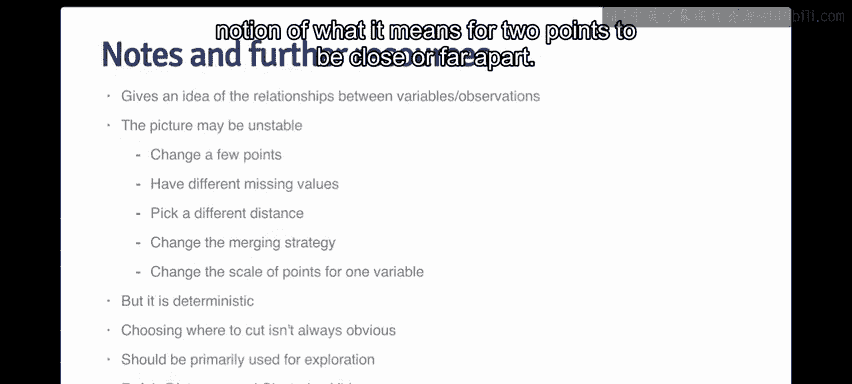 notion of what it means for two points to
be close or far apart.
Notes and further resources
· Gives an idea of the relationships between variables/observations
· The picture may be unstable
- Change a few points
- Have different missing values
- Pick a different distance
- Change the merging strategy
- Change the scale of points for one variable
· But it is deterministic
· Choosing where to cut isn't always obvious
· Should be primarily used for exploration